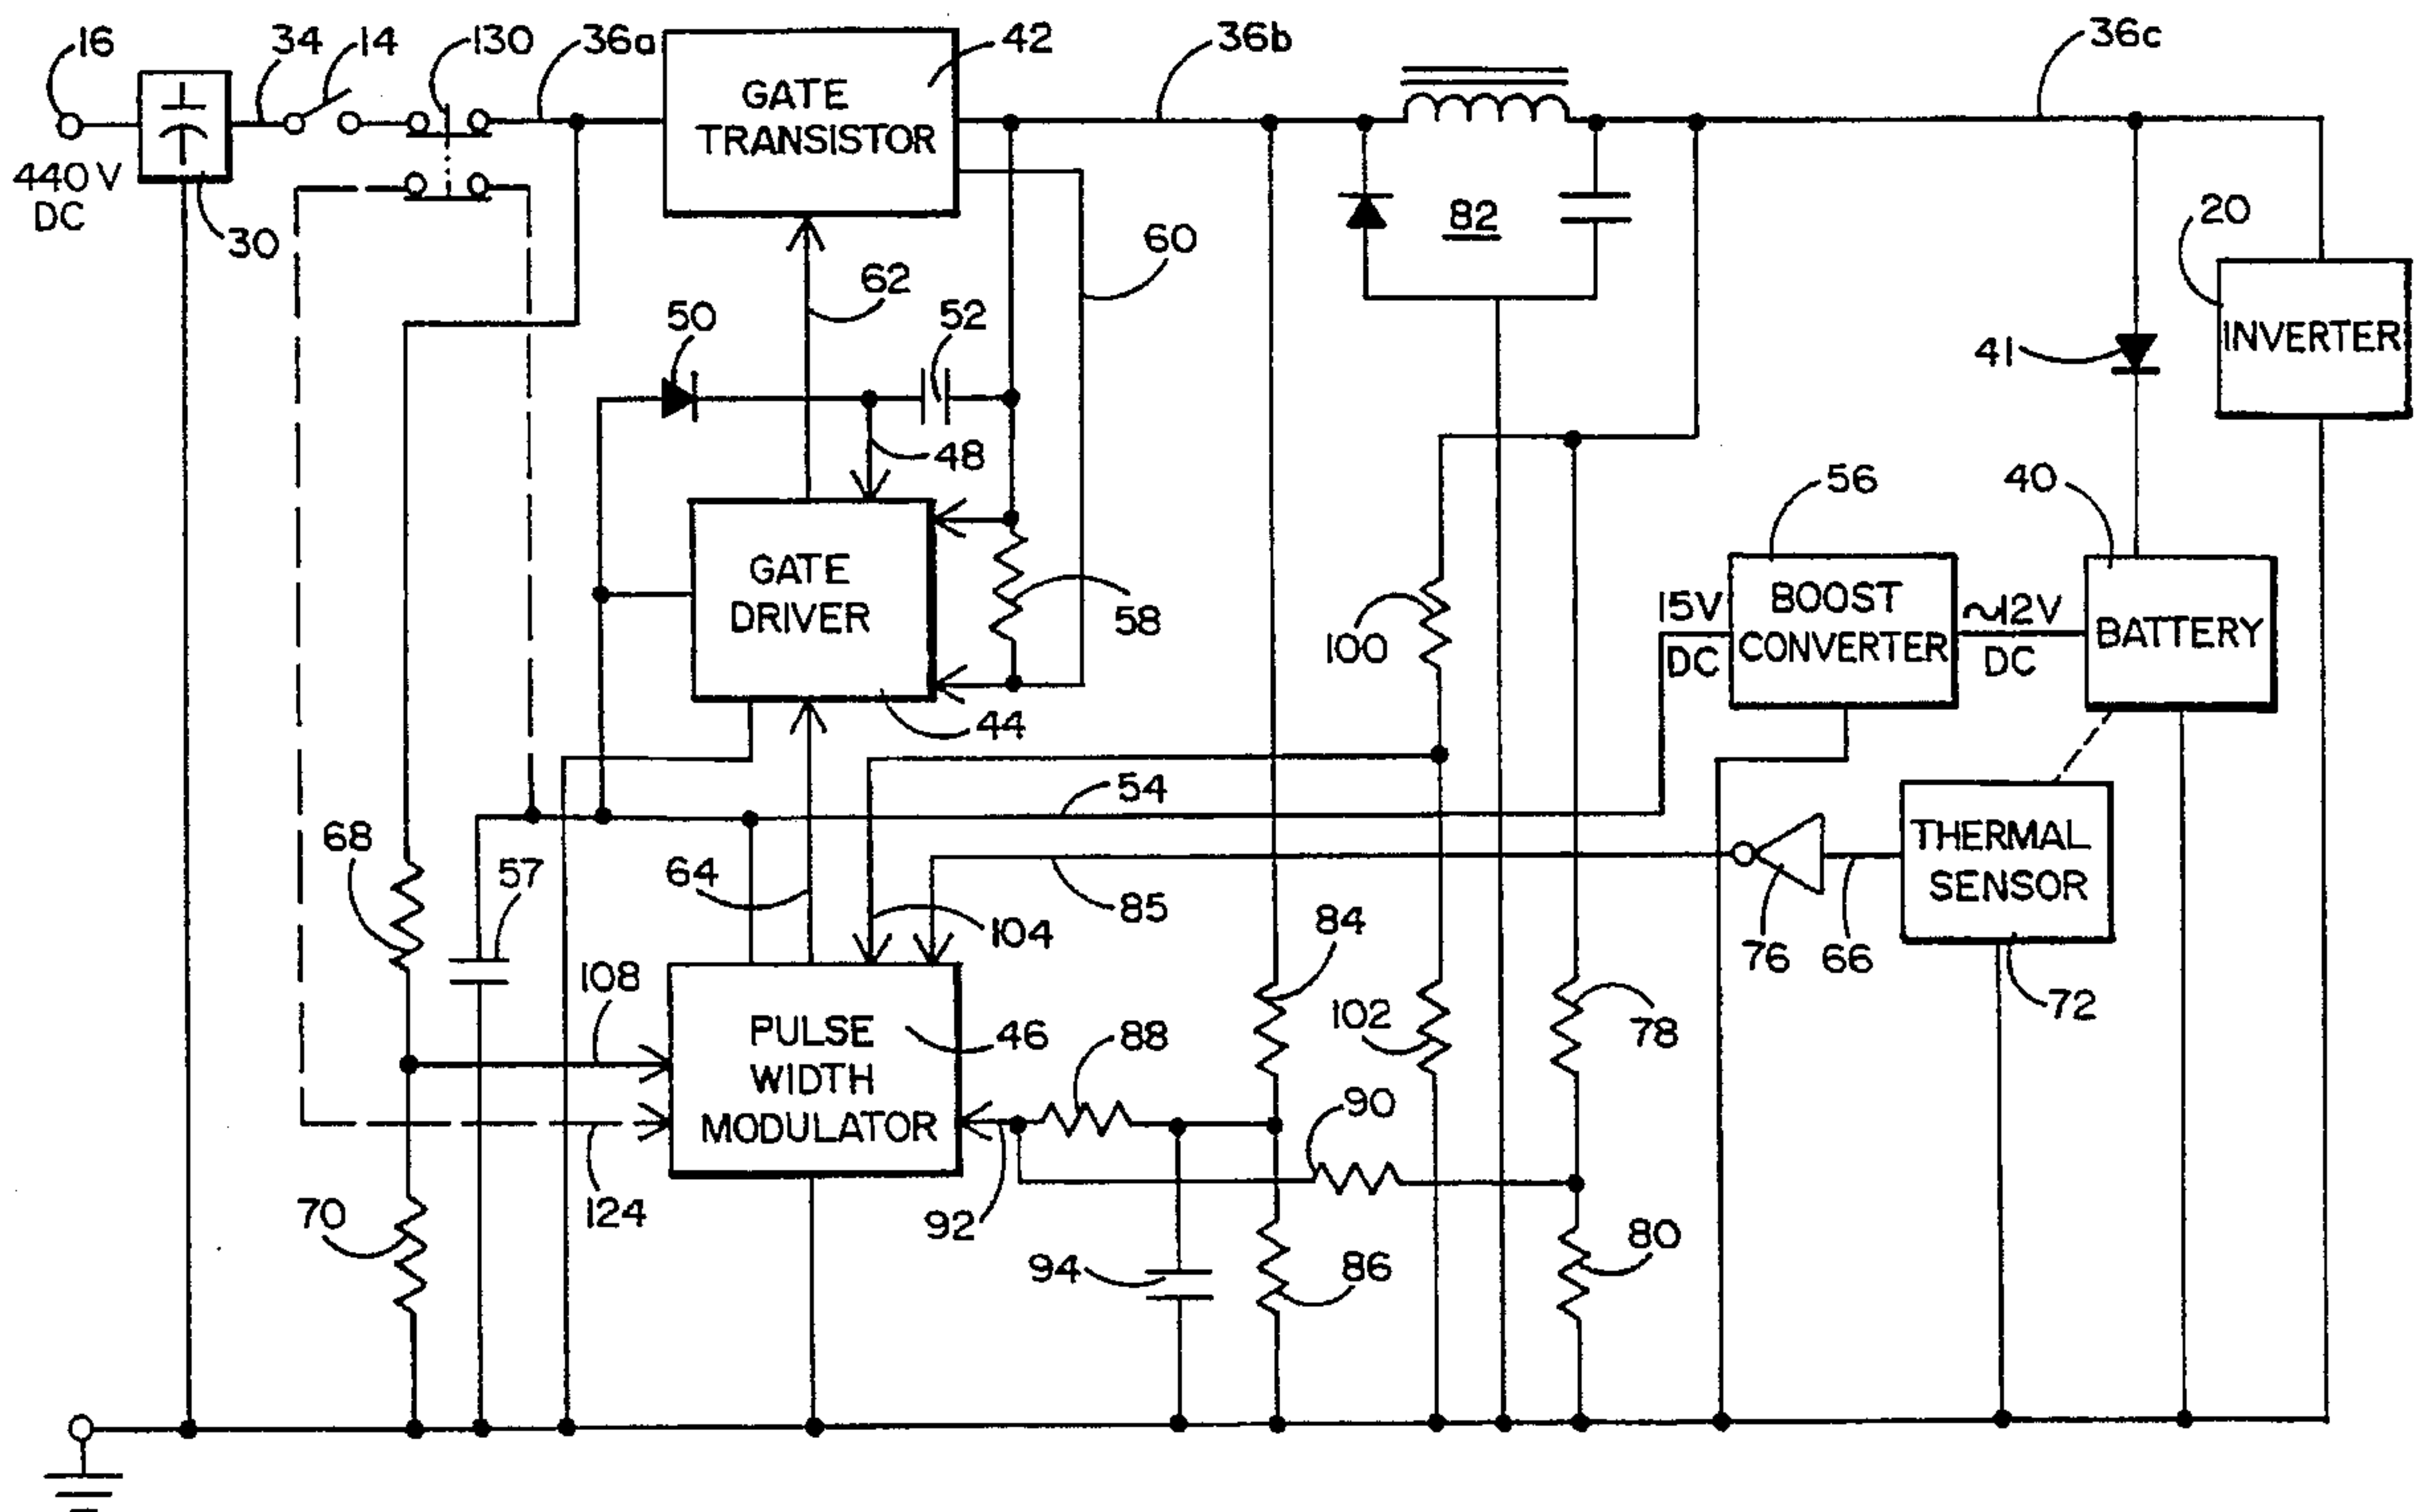 16
34
14
130
36a
42
36b
36c
GATE
TRANSISTOR
440 V
DC
30
82
60
20
62
50
52
INVERTER
41
48
56
40
GATE
DRIVER
58
100
15V
DC
BOOST
CONVERTER
~12V
DC
BATTERY
44
54
68
57
64
85
104
84
THERMAL
SENSOR
76
66
72
108
PULSE
WIDTH
MODULATOR
46
88
102
78
90
70
124
92
94
86
80